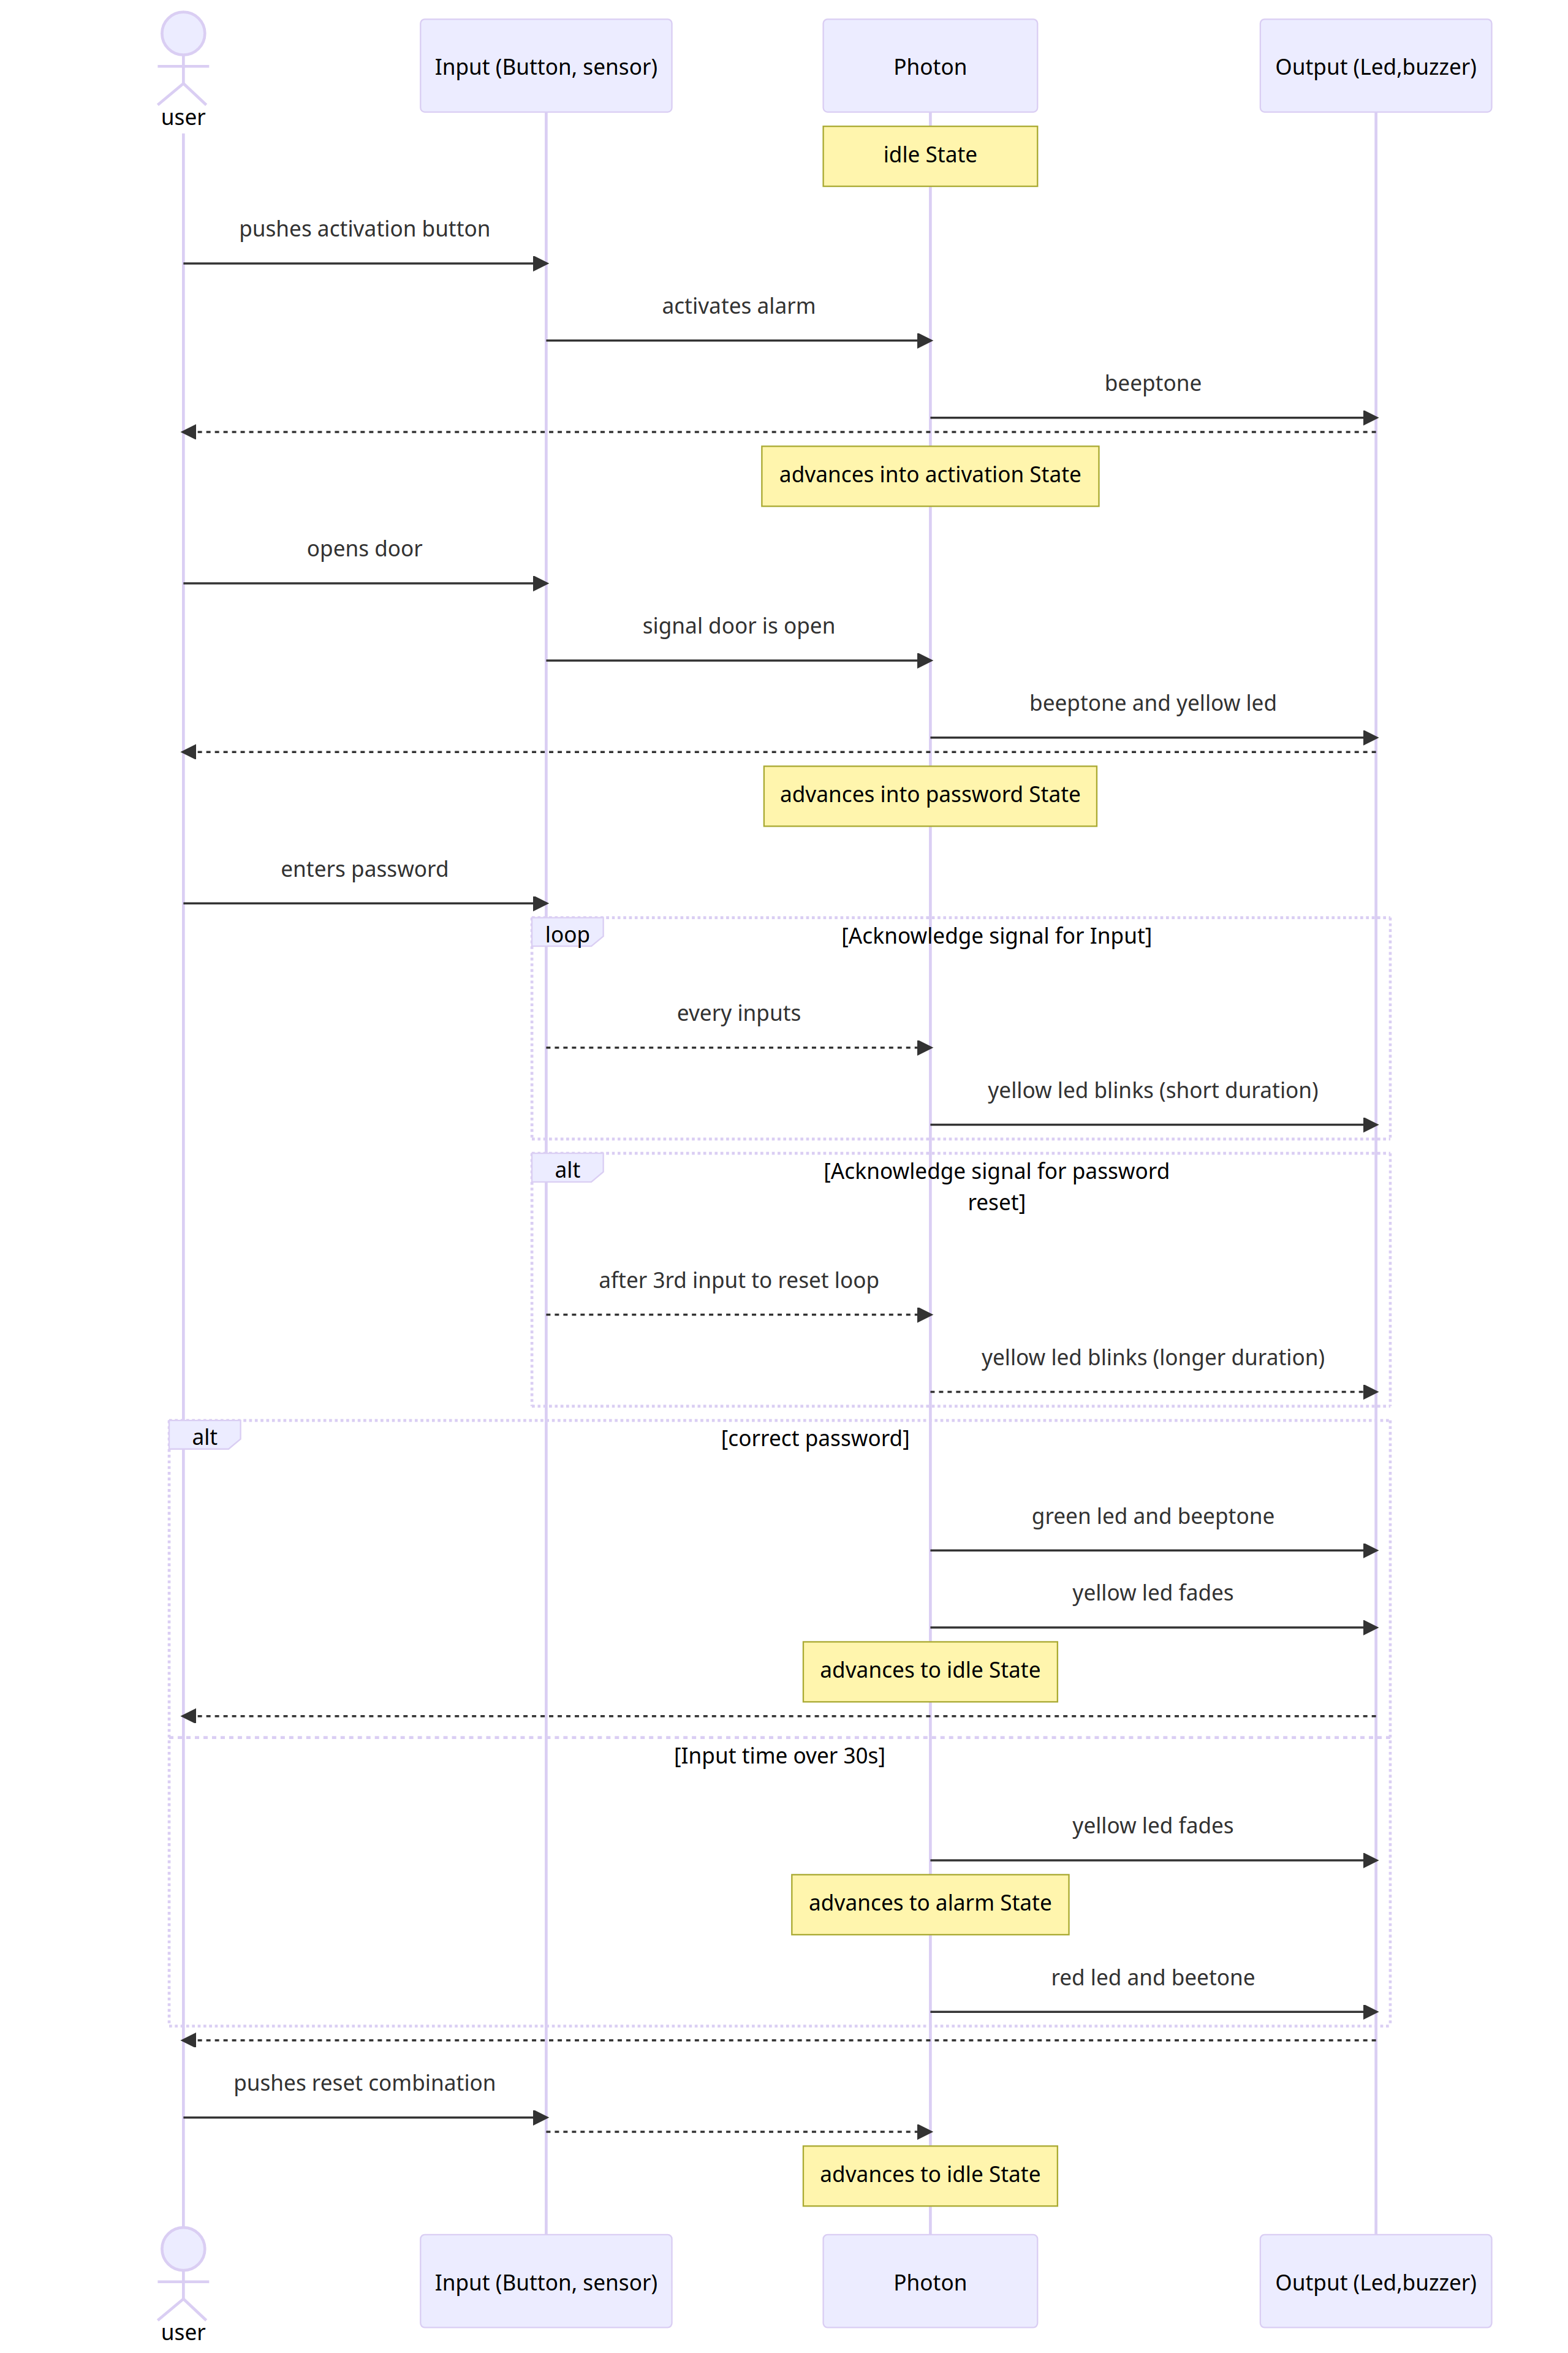 user
Input (Button, sensor)
Photon
Output (Led,buzzer)
idle State
pushes activation button
activates alarm
beeptone
advances into activation State
opens door
signal door is open
beeptone and yellow led
advances into password State
enters password
loop
[Acknowledge signal for Input]
every inputs
yellow led blinks (short duration)
alt
[Acknowledge signal for password
reset]
after 3rd input to reset loop
yellow led blinks (longer duration)
alt
[correct password]
green led and beeptone
yellow led fades
advances to idle State
[Input time over 30s]
yellow led fades
advances to alarm State
red led and beetone
pushes reset combination
advances to idle State
user
Input (Button, sensor)
Photon
Output (Led,buzzer)